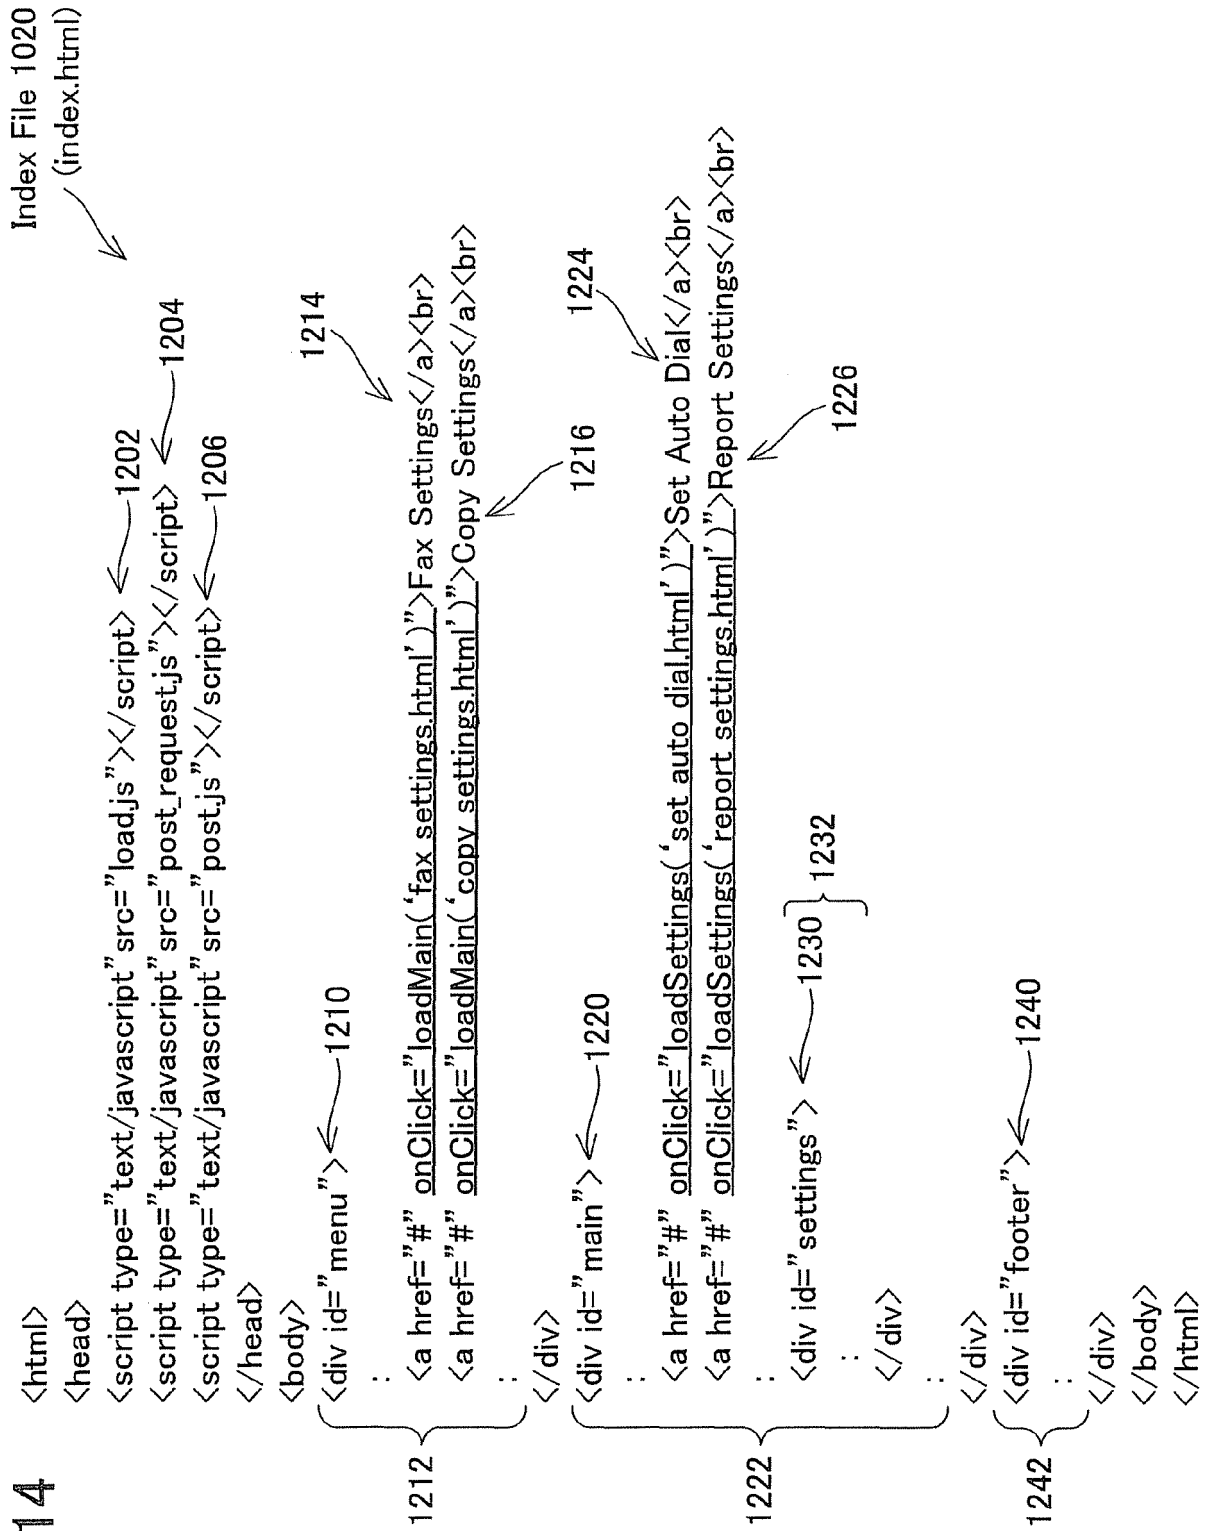 14
Index File 1020
(index.html)
<html>
<head>
<script type="text/javascript" src="load.js"></script> 1202
<script type="text/javascript" src="post_request.js"></script> 1204
<script type="text/javascript" src="post.js"></script> 1206
</head>
<body>
<div id="menu"> 1210
:
1214
<a href="#" onClick="loadMain('fax settings.html')">Fax Settings</a><br>
1212
<a href="#" onClick="loadMain('copy settings.html')">Copy Settings</a><br>
:
1216
</div>
<div id="main"> 1220
:
1224
<a href="#" onClick="loadSettings('set auto dial.html')">Set Auto Dial</a><br>
<a href="#" onClick="loadSettings('report settings.html')">Report Settings</a><br>
1222
:
1226
<div id="settings"> 1230
: 1232
</div>
:
</div>
<div id="footer"> 1240
1242
:
</div>
</body>
</html>